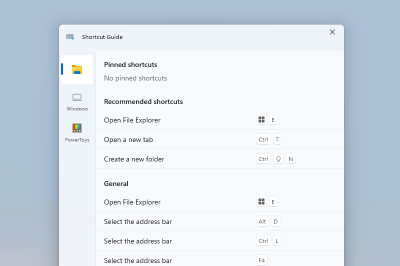 Shortcut Guide
Pinned shortcuts
No pinned shortcuts
Recommended shortcuts
Open File Explorer E
Open a new tab Ctrl T
Create a new folder Ctrl N
General
Open File Explorer E
Select the address bar Alt D
Select the address bar Ctrl L
Select the address bar F4
Windows
PowerToys